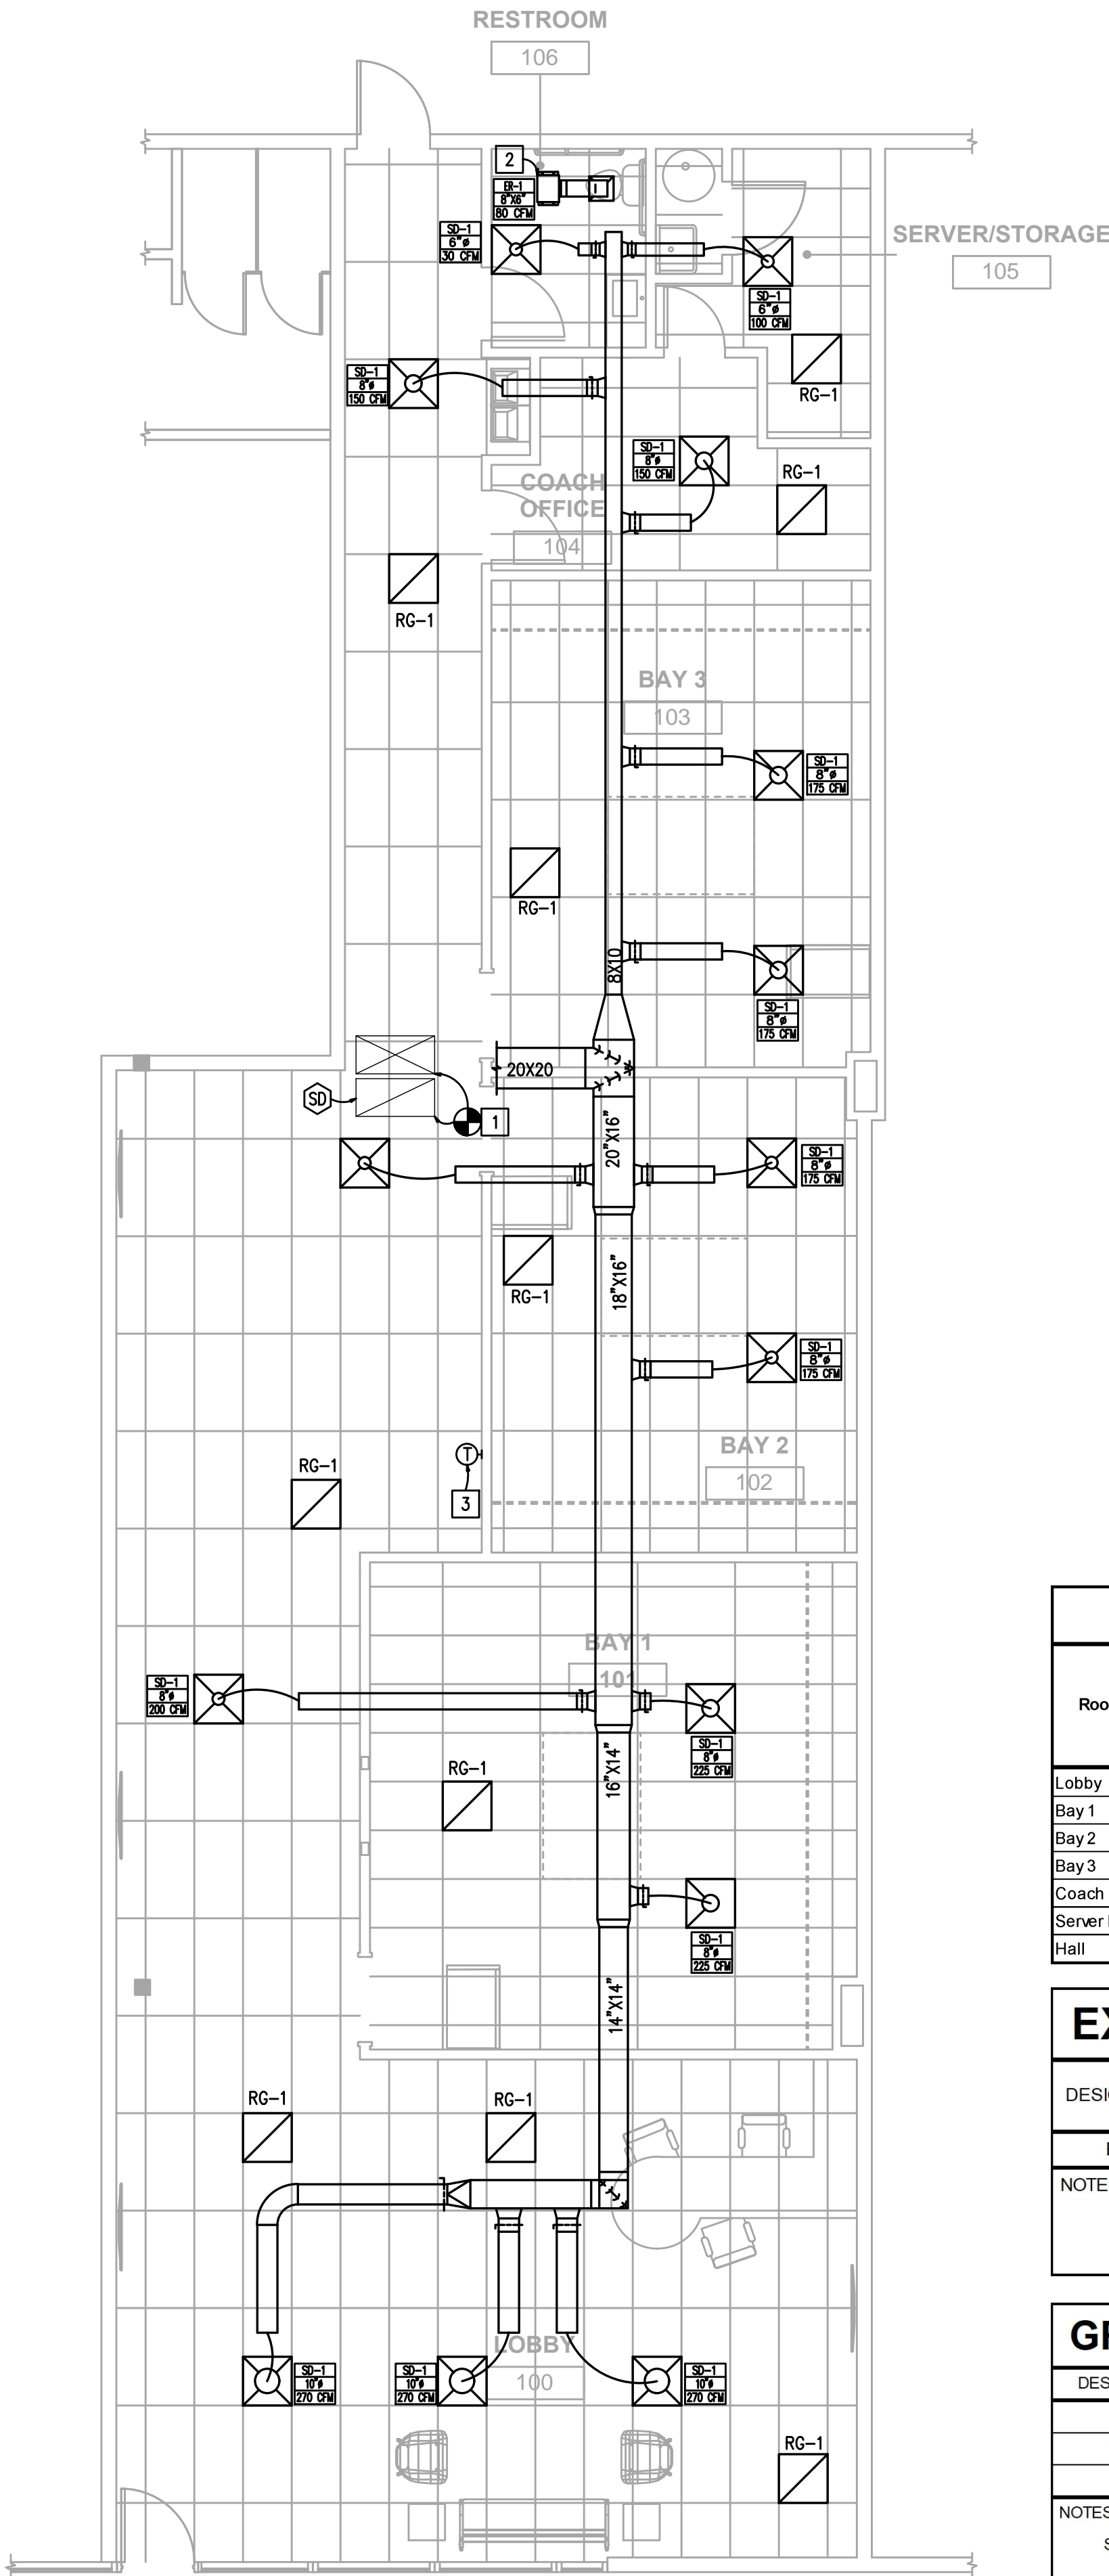 RESTROOM
106
2
ER-1
8"X6"
80 CFM
SD-1
6"ø
30 CFM
SERVER/STORAGE
105
SD-1
6"ø
100 CFM
RG-1
SD-1
8"ø
150 CFM
SD-1
8"ø
150 CFM
RG-1
COACH
OFFICE
104
RG-1
BAY 3
103
SD-1
8"ø
175 CFM
RG-1
8X10
SD-1
8"ø
175 CFM
20X20
SD
1
20"X16"
SD-1
8"ø
175 CFM
RG-1
18"X16"
SD-1
8"ø
175 CFM
BAY 2
102
RG-1
T
3
BAY 1
101
SD-1
8"ø
200 CFM
SD-1
8"ø
225 CFM
16"X14"
RG-1
SD-1
8"ø
225 CFM
14"X14"
RG-1
RG-1
LOBBY
100
SD-1
10"ø
270 CFM
SD-1
10"ø
270 CFM
SD-1
10"ø
270 CFM
RG-1
Roo
Lobby
Bay 1
Bay 2
Bay 3
Coach
Server
Hall
EX
DESI
NOTE
GF
DES
NOTES
S